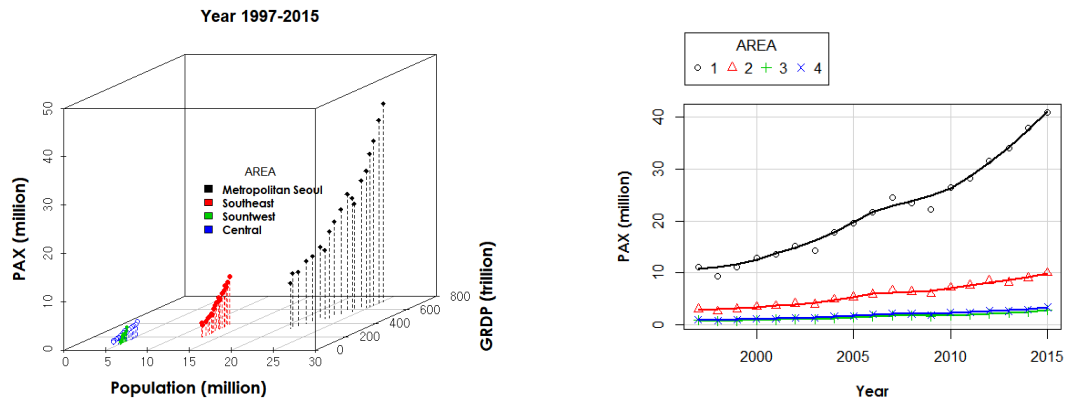 Year 1997-2015
50
40
30
20
10
0
PAX (million)
0 5 10 15 20 25 30
Population (million)
0
200
400
600
800
GRDP (trillion)
AREA
Metropolitan Seoul
Southeast
Sountwest
Central
AREA
1 2 3 4
40
30
20
10
0
PAX (million)
2000 2005 2010 2015
Year